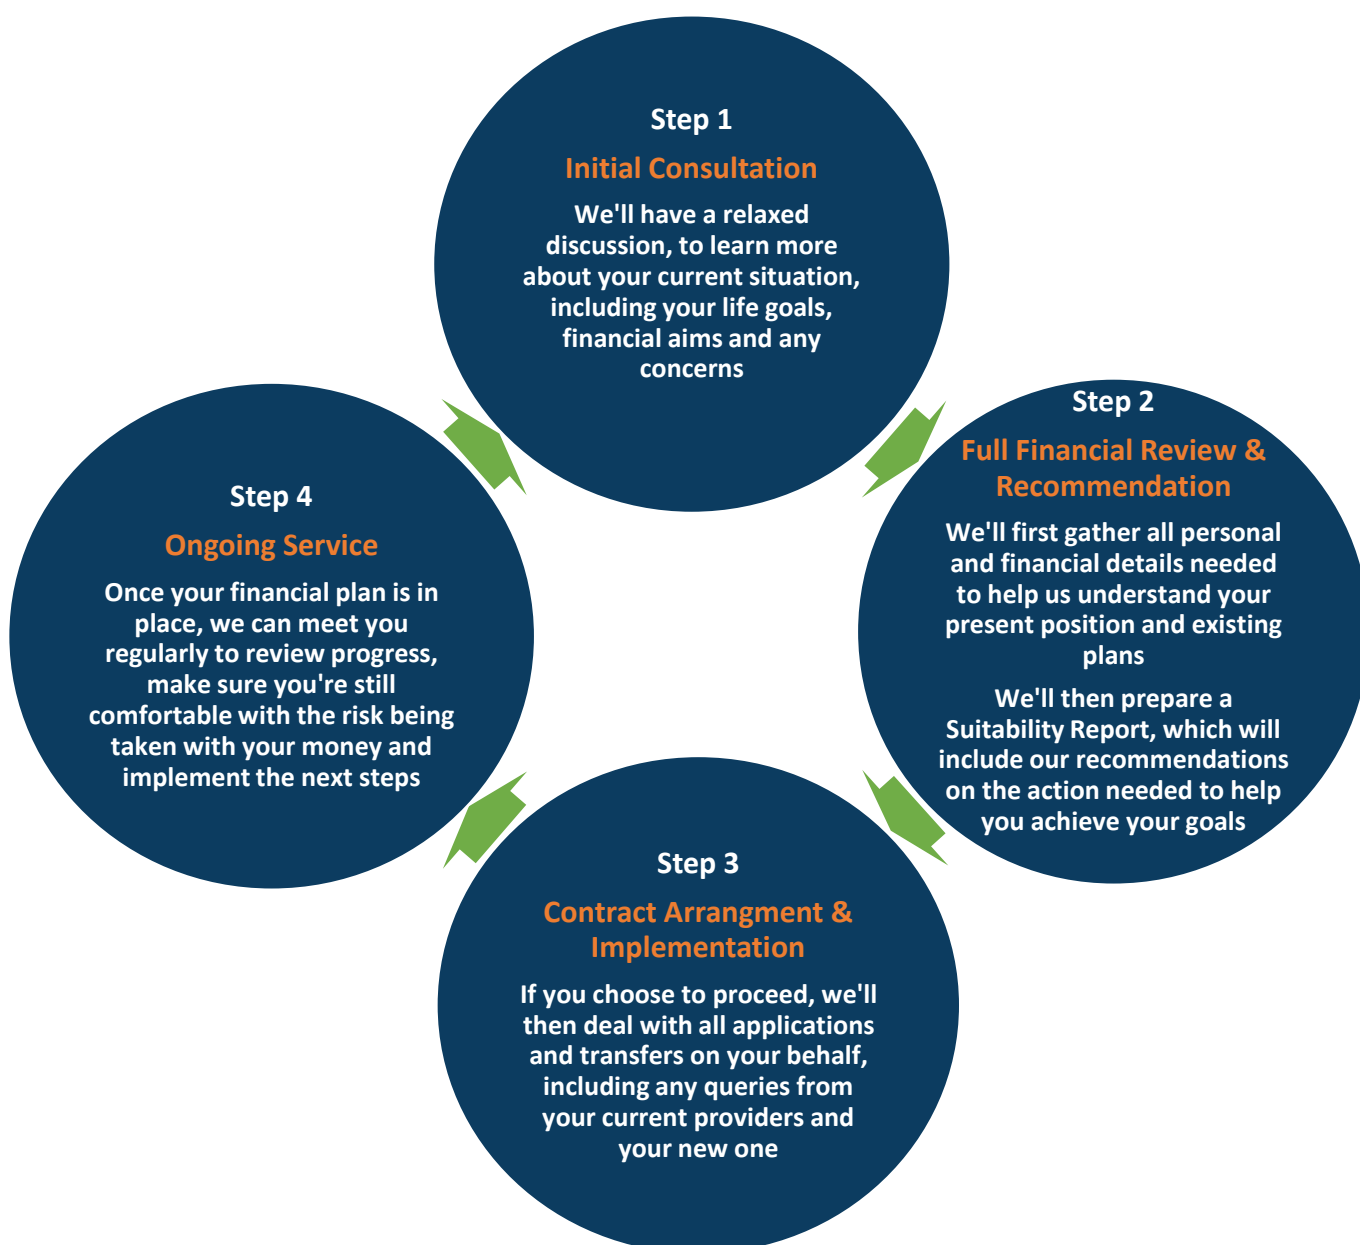 Step 1
Initial Consultation
We'll have a relaxed
discussion, to learn more
about your current situation,
including your life goals,
financial aims and any
concerns
Step 2
Full Financial Review &
Recommendation
We'll first gather all personal
and financial details needed
to help us understand your
present position and existing
plans
We'll then prepare a
Suitability Report, which will
include our recommendations
on the action needed to help
you achieve your goals
Step 3
Contract Arrangment &
Implementation
If you choose to proceed, we'll
then deal with all applications
and transfers on your behalf,
including any queries from
your current providers and
your new one
Step 4
Ongoing Service
Once your financial plan is in
place, we can meet you
regularly to review progress,
make sure you're still
comfortable with the risk being
taken with your money and
implement the next steps